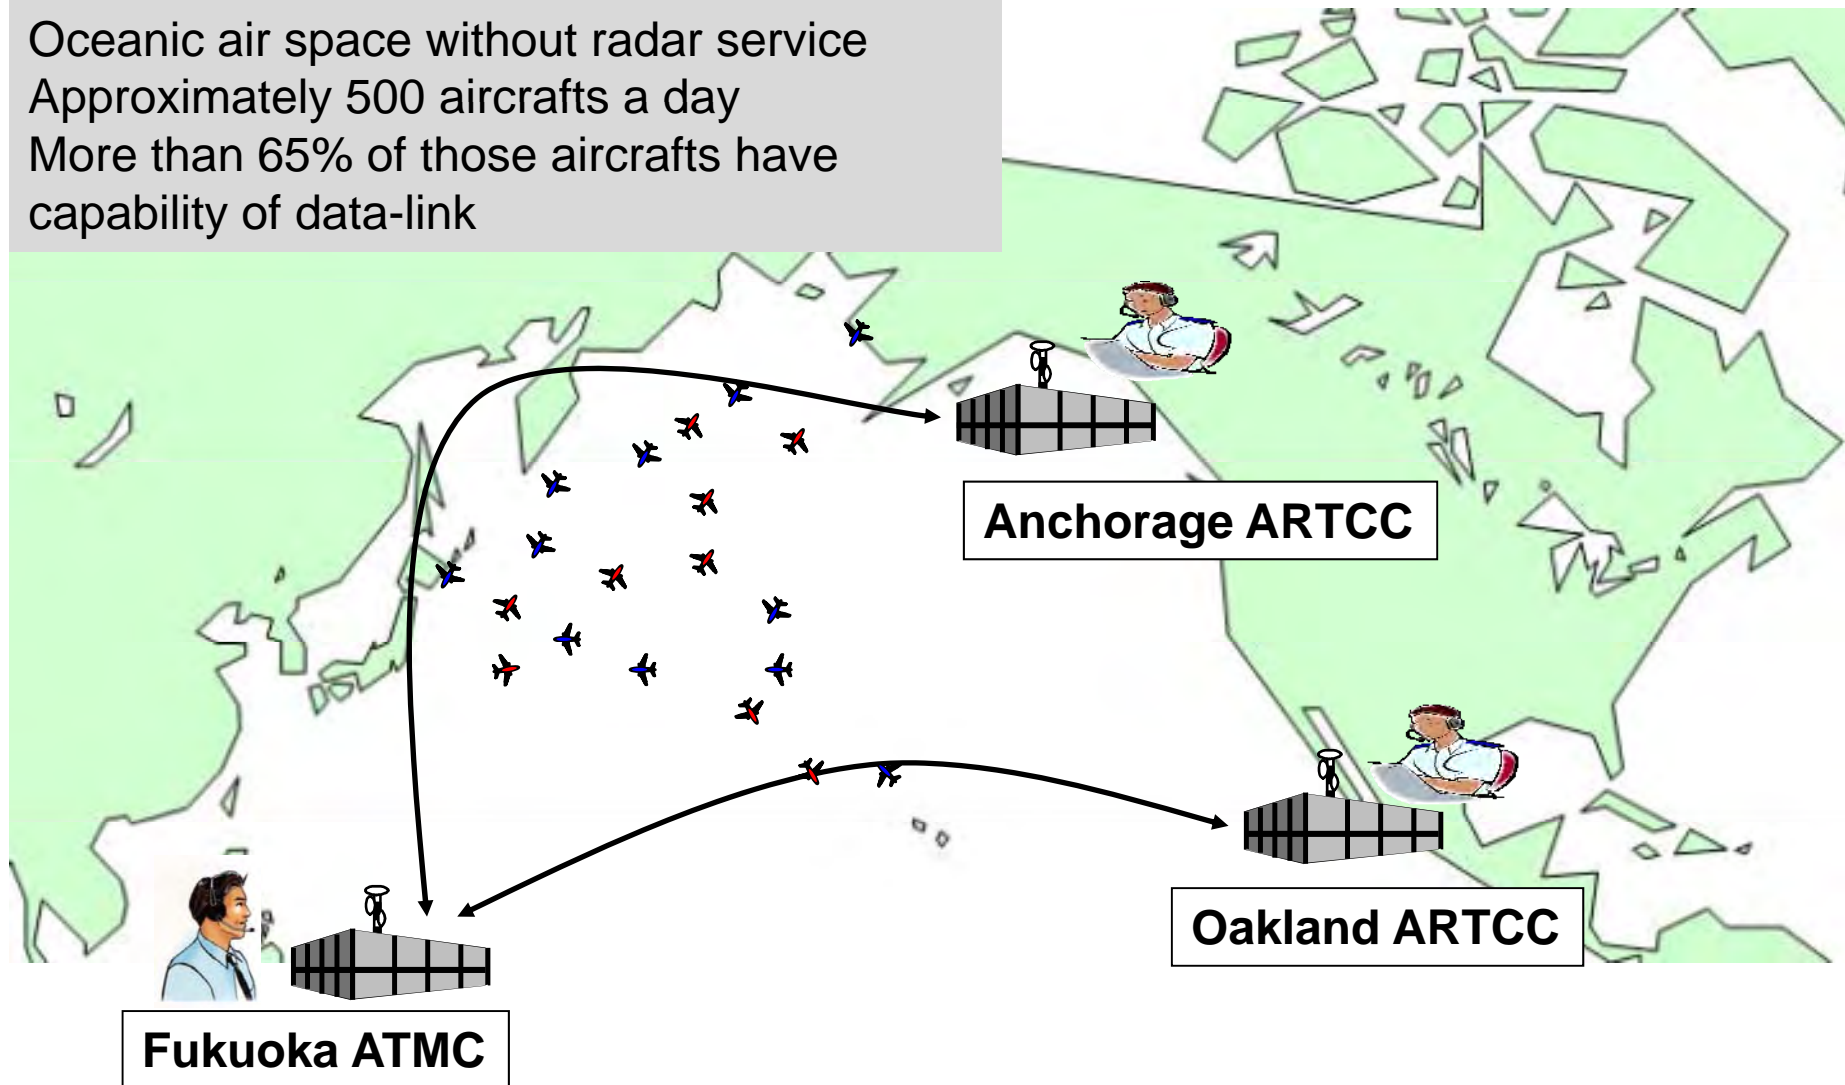 Oceanic air space without radar service
Approximately 500 aircrafts a day
More than 65% of those aircrafts have
capability of data-link
Anchorage ARTCC
Oakland ARTCC
Fukuoka ATMC